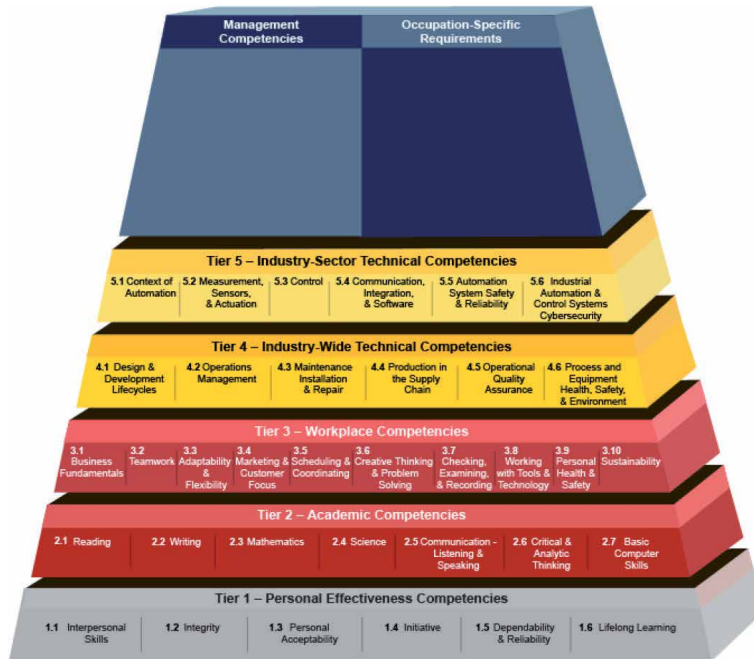 Management
Competencies
Occupation-Specific
Requirements
Tier 5 – Industry-Sector Technical Competencies
5.1 Context of
Automation
5.2 Measurement,
Sensors,
& Actuation
5.3 Control
5.4 Communication,
Integration,
& Software
5.5 Automation
System Safety
& Reliability
5.6 Industrial
Automation &
Control Systems
Cybersecurity
Tier 4 – Industry-Wide Technical Competencies
4.1 Design &
Development
Lifecycles
4.2 Operations
Management
4.3 Maintenance
Installation
& Repair
4.4 Production in
the Supply
Chain
4.5 Operational
Quality
Assurance
4.6 Process and
Equipment
Health, Safety,
& Environment
Tier 3 – Workplace Competencies
3.1
Business
Fundamentals
3.2
Teamwork
3.3
Adaptability
&
Flexibility
3.4
Marketing &
Customer
Focus
3.5
Scheduling &
Coordinating
3.6
Creative Thinking
& Problem
Solving
3.7
Checking,
Examining,
& Recording
3.8
Working
with Tools &
Technology
3.9
Personal
Health &
Safety
3.10
Sustainability
Tier 2 – Academic Competencies
2.1 Reading
2.2 Writing
2.3 Mathematics
2.4 Science
2.5 Communication -
Listening &
Speaking
2.6 Critical &
Analytic
Thinking
2.7 Basic
Computer
Skills
Tier 1 – Personal Effectiveness Competencies
1.1 Interpersonal
Skills
1.2 Integrity
1.3 Personal
Acceptability
1.4 Initiative
1.5 Dependability
& Reliability
1.6 Lifelong Learning